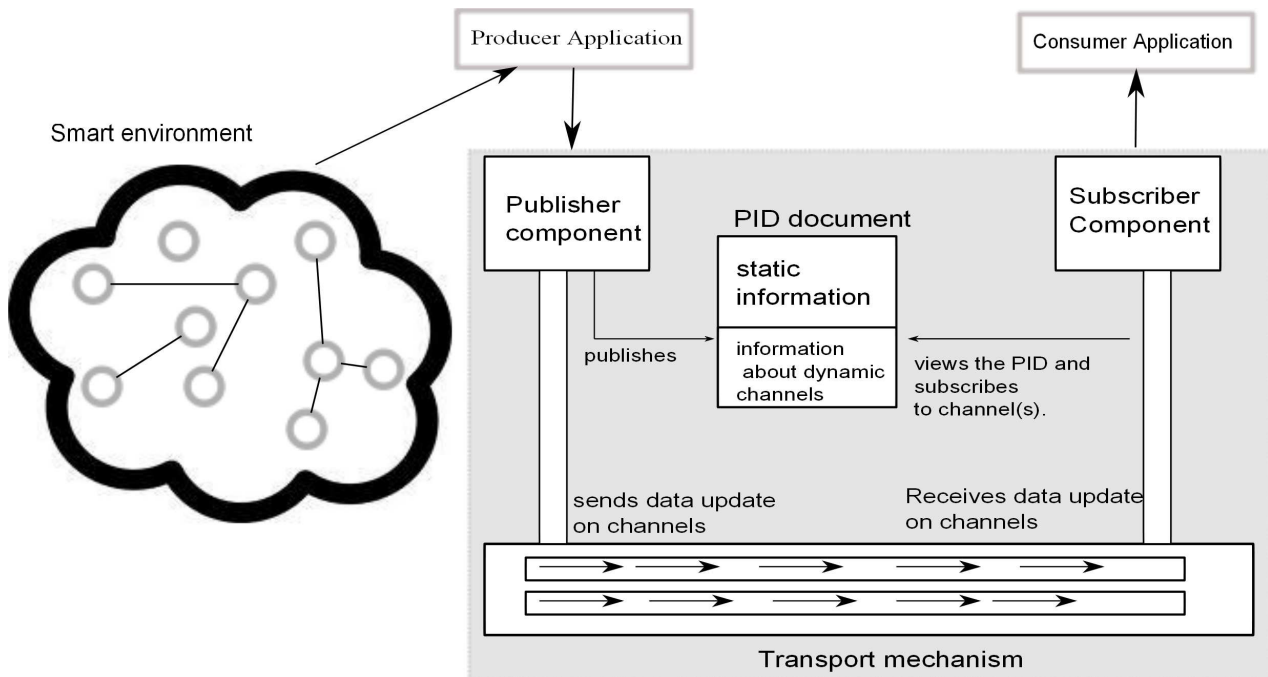 Producer Application
Consumer Application
Smart environment
Publisher
component
PID document
Subscriber
Component
static
information
publishes
information
about dynamic
channels
views the PID and
subscribes
to channel(s).
sends data update
on channels
Receives data update
on channels
Transport mechanism